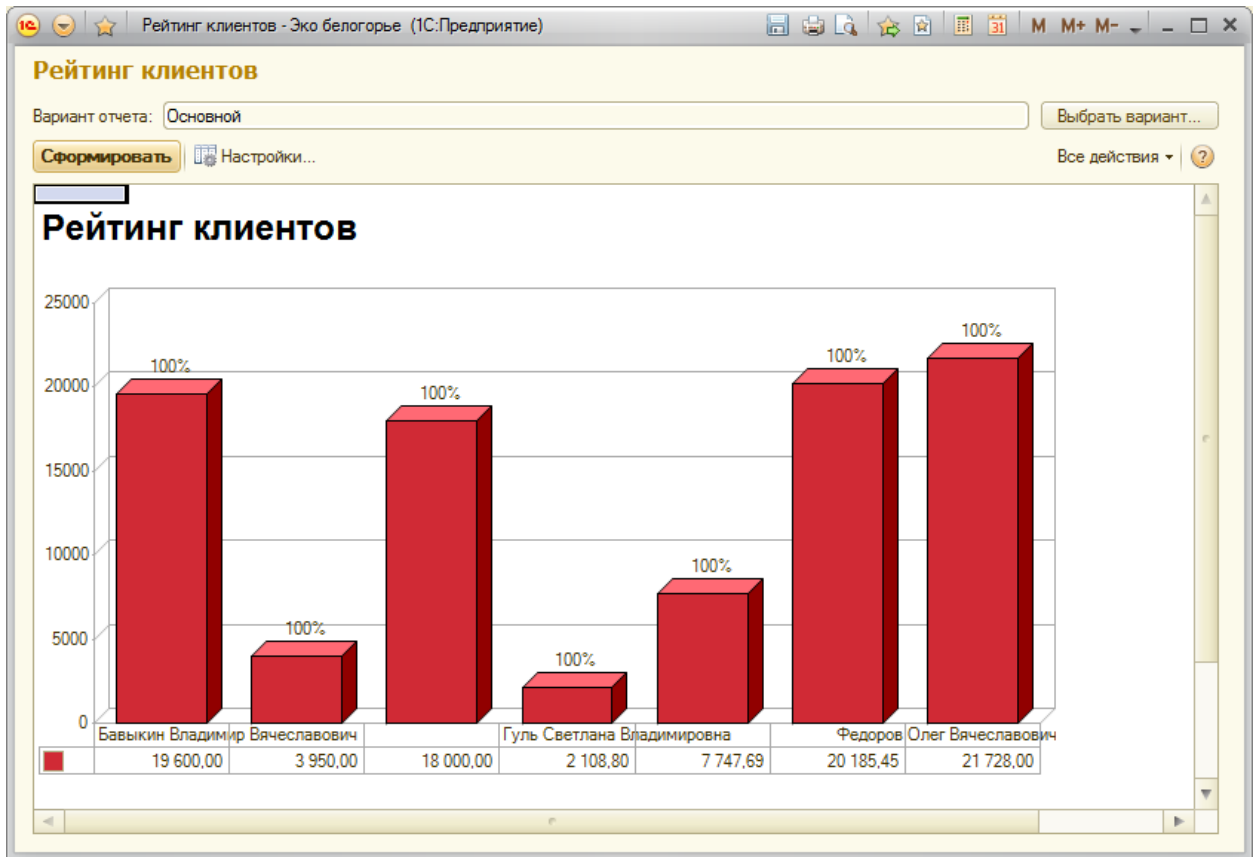 Рейтинг клиентов - Эко белогорье (1С:Предприятие)
31 M M+ M-
Рейтинг клиентов
Вариант отчета: Основной Выбрать вариант...
Сформировать Настройки... Все действия ?
Рейтинг клиентов
25000
20000
15000
10000
5000
0
100% 100% 100% 100% 100% 100% 100%
Бавыкин Владимир Вячеславович Гуль Светлана Владимировна Федоров Олег Вячеславович
19 600,00 3 950,00 18 000,00 2 108,80 7 747,69 20 185,45 21 728,00